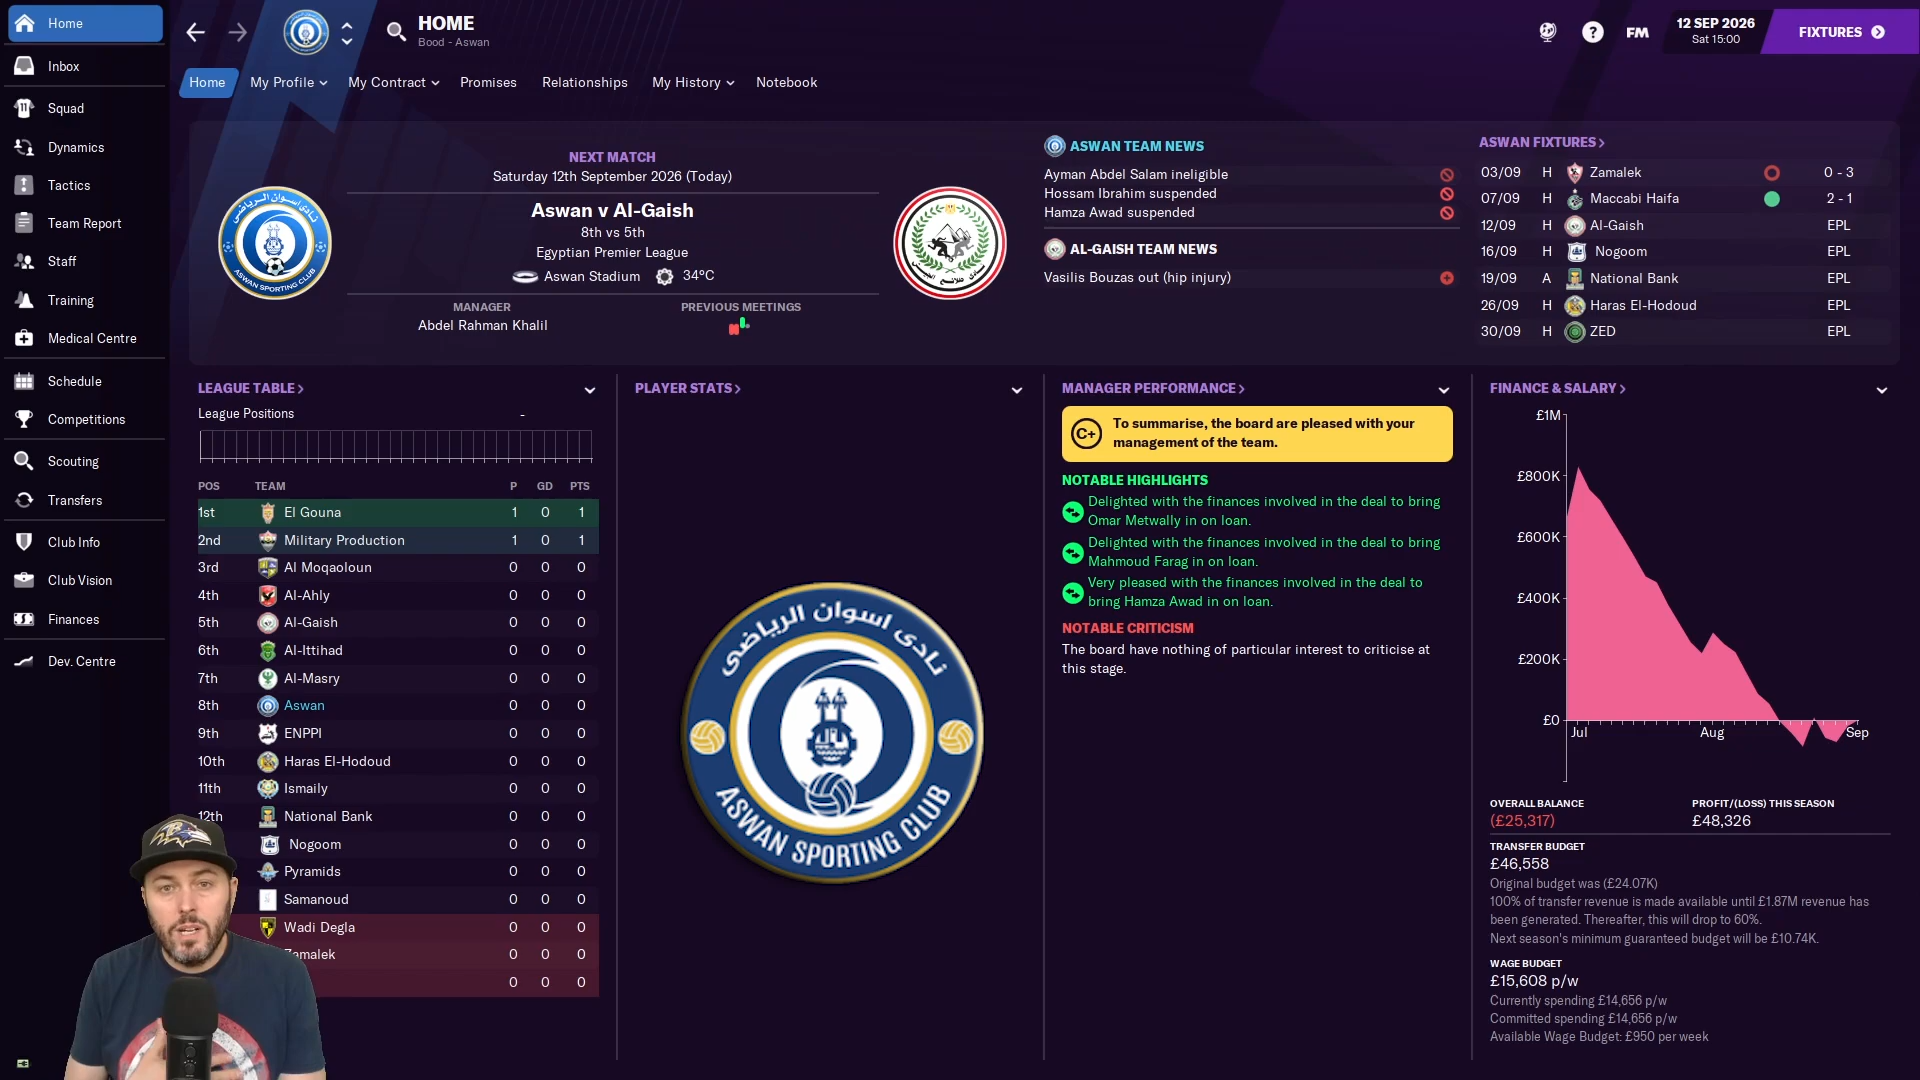 Home
Inbox
Squad
Dynamics
Tactics
Team Report
Staff
Training
Medical Centre
Schedule
Competitions
Scouting
Transfers
Club Info
Club Vision
Finances
Dev. Centre
HOME
Bood - Aswan
FM
12 SEP 2026
Sat 15:00
FIXTURES
Home
My Profile
My Contract
Promises
Relationships
My History
Notebook
NEXT MATCH
Saturday 12th September 2026 (Today)
Aswan v Al-Gaish
8th vs 5th
Egyptian Premier League
Aswan Stadium
34°C
MANAGER
Abdel Rahman Khalil
PREVIOUS MEETINGS
نادى اسوان الرياضى
ASWAN SPORTING CLUB
ASWAN TEAM NEWS
Ayman Abdel Salam ineligible
Hossam Ibrahim suspended
Hamza Awad suspended
AL-GAISH TEAM NEWS
Vasilis Bouzas out (hip injury)
ASWAN FIXTURES
03/09 H Zamalek 0 - 3
07/09 H Maccabi Haifa 2 - 1
12/09 H Al-Gaish EPL
16/09 H Nogoom EPL
19/09 A National Bank EPL
26/09 H Haras El-Hodoud EPL
30/09 H ZED EPL
LEAGUE TABLE
League Positions -
POS TEAM P GD PTS
1st El Gouna 1 0 1
2nd Military Production 1 0 1
3rd Al Moqaoloun 0 0 0
4th Al-Ahly 0 0 0
5th Al-Gaish 0 0 0
6th Al-Ittihad 0 0 0
7th Al-Masry 0 0 0
8th Aswan 0 0 0
9th ENPPI 0 0 0
10th Haras El-Hodoud 0 0 0
11th Ismaily 0 0 0
12th National Bank 0 0 0
Nogoom 0 0 0
Pyramids 0 0 0
Samanoud 0 0 0
Wadi Degla 0 0 0
Zamalek 0 0 0
0 0 0
PLAYER STATS
نادى اسوان الرياضى
ASWAN SPORTING CLUB
MANAGER PERFORMANCE
C+
To summarise, the board are pleased with your
management of the team.
NOTABLE HIGHLIGHTS
Delighted with the finances involved in the deal to bring
Omar Metwally in on loan.
Delighted with the finances involved in the deal to bring
Mahmoud Farag in on loan.
Very pleased with the finances involved in the deal to
bring Hamza Awad in on loan.
NOTABLE CRITICISM
The board have nothing of particular interest to criticise at
this stage.
FINANCE & SALARY
£1M
£800K
£600K
£400K
£200K
£0
Jul Aug Sep
OVERALL BALANCE
(£25,317)
PROFIT/(LOSS) THIS SEASON
£48,326
TRANSFER BUDGET
£46,558
Original budget was (£24.07K)
100% of transfer revenue is made available until £1.87M revenue has
been generated. Thereafter, this will drop to 60%.
Next season's minimum guaranteed budget will be £10.74K.
WAGE BUDGET
£15,608 p/w
Currently spending £14,656 p/w
Committed spending £14,656 p/w
Available Wage Budget: £950 per week